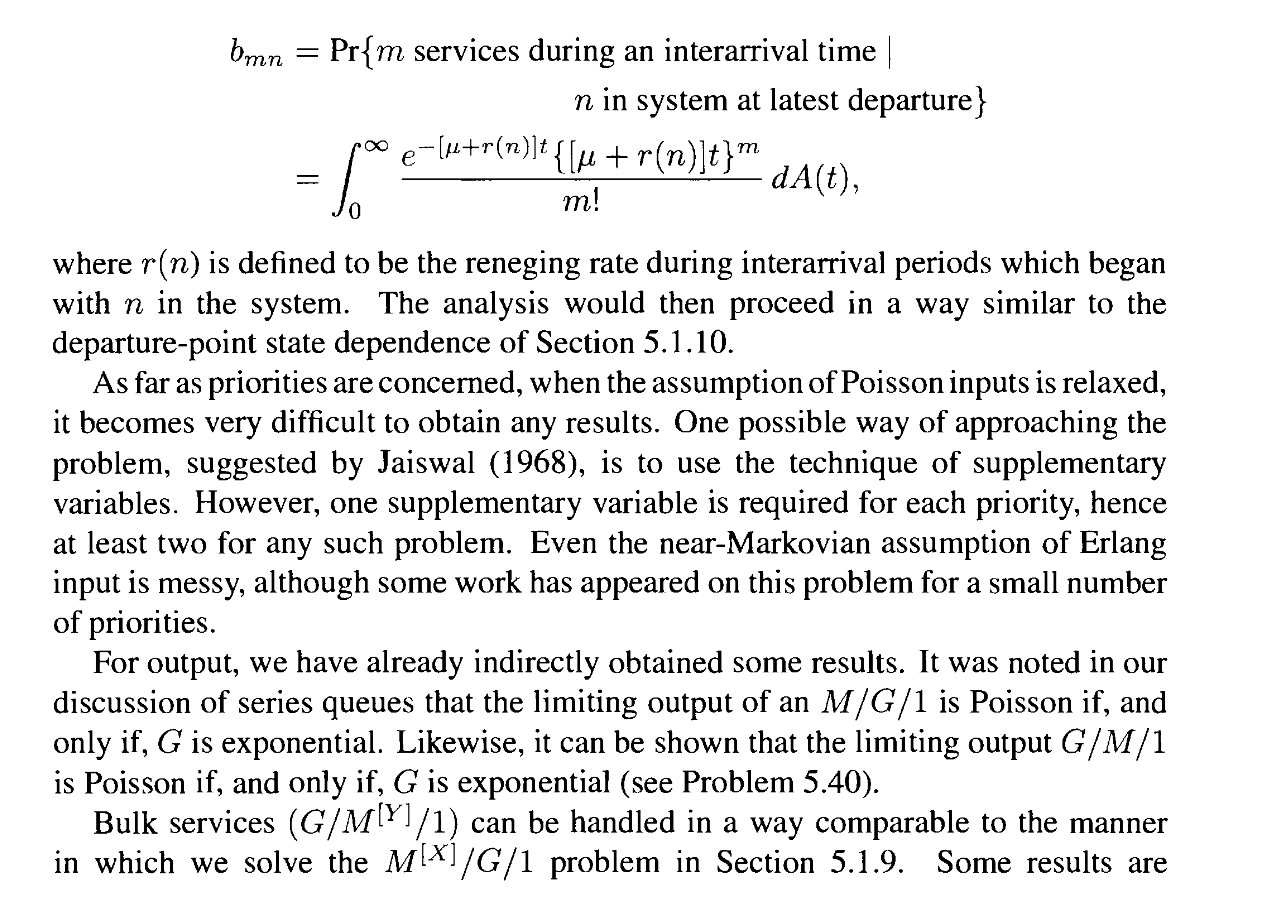 b_{mn} = Pr{m services during an interarrival time |
n in system at latest departure}
= \int_0^\infty \frac{e^{-[\mu+r(n)]t}\{[\mu + r(n)]t\}^m}{m!} dA(t),
where r(n) is defined to be the reneging rate during interarrival periods which began
with n in the system. The analysis would then proceed in a way similar to the
departure-point state dependence of Section 5.1.10.
As far as priorities are concerned, when the assumption of Poisson inputs is relaxed,
it becomes very difficult to obtain any results. One possible way of approaching the
problem, suggested by Jaiswal (1968), is to use the technique of supplementary
variables. However, one supplementary variable is required for each priority, hence
at least two for any such problem. Even the near-Markovian assumption of Erlang
input is messy, although some work has appeared on this problem for a small number
of priorities.
For output, we have already indirectly obtained some results. It was noted in our
discussion of series queues that the limiting output of an M/G/1 is Poisson if, and
only if, G is exponential. Likewise, it can be shown that the limiting output G/M/1
is Poisson if, and only if, G is exponential (see Problem 5.40).
Bulk services (G/M^{[Y]}/1) can be handled in a way comparable to the manner
in which we solve the M^{[X]}/G/1 problem in Section 5.1.9. Some results are